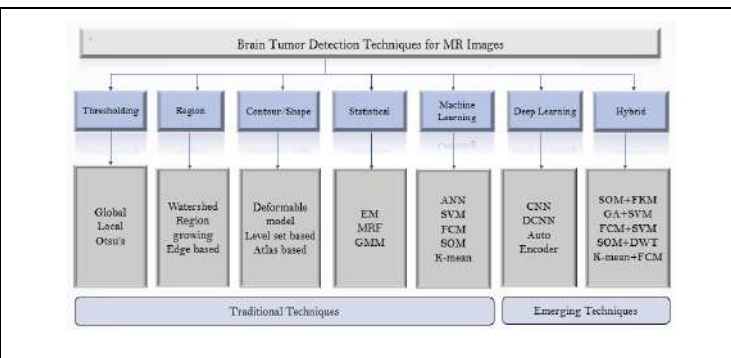 Brain Tumor Detection Techniques for MR Images
Thresholding
Region
Contour/Shape
Statistical
Machine
Learning
Deep Learning
Hybrid
Global
Local
Otsu's
Watershed
Region
growing
Edge based
Deformable
model
Level set based
Atlas based
EM
MRF
GMM
ANN
SVM
FCM
SOM
K-mean
CNN
DCNN
Auto
Encoder
SOM+FKM
GA+SVM
FCM+SVM
SOM+DWT
K-mean+FCM
Traditional Techniques
Emerging Techniques